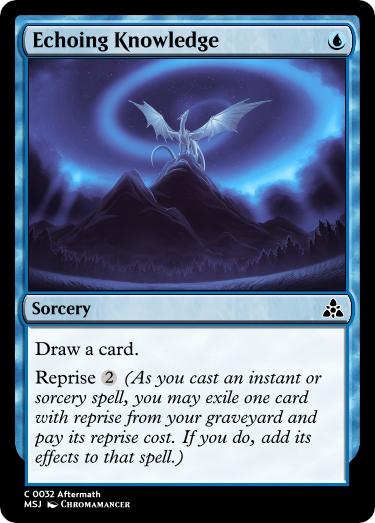 Echoing Knowledge
Sorcery
Draw a card.
Reprise 2 (As you cast an instant or
sorcery spell, you may exile one card
with reprise from your graveyard and
pay its reprise cost. If you do, add its
effects to that spell.)
C 0032 Aftermath
MSJ Chromamancer